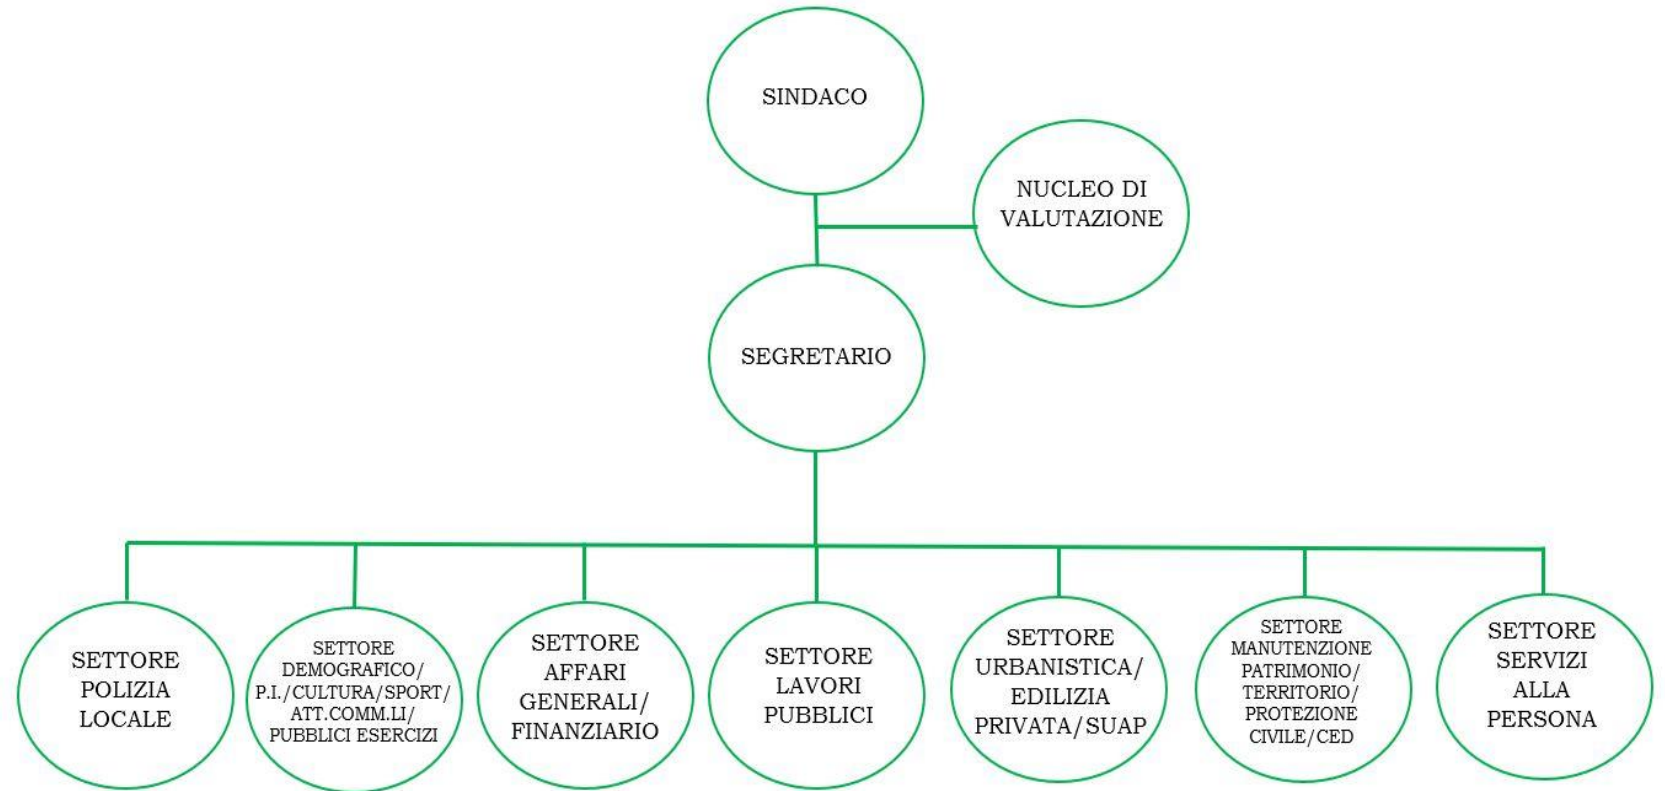 SINDACO
NUCLEO DI
VALUTAZIONE
SEGRETARIO
SETTORE
POLIZIA
LOCALE
SETTORE
DEMOGRAFICO/
P.I./CULTURA/SPORT/
ATT.COMM.LI/
PUBBLICI ESERCIZI
SETTORE
AFFARI
GENERALI/
FINANZIARIO
SETTORE
LAVORI
PUBBLICI
SETTORE
URBANISTICA/
EDILIZIA
PRIVATA/SUAP
SETTORE
MANUTENZIONE
PATRIMONIO/
TERRITORIO/
PROTEZIONE
CIVILE/CED
SETTORE
SERVIZI
ALLA
PERSONA